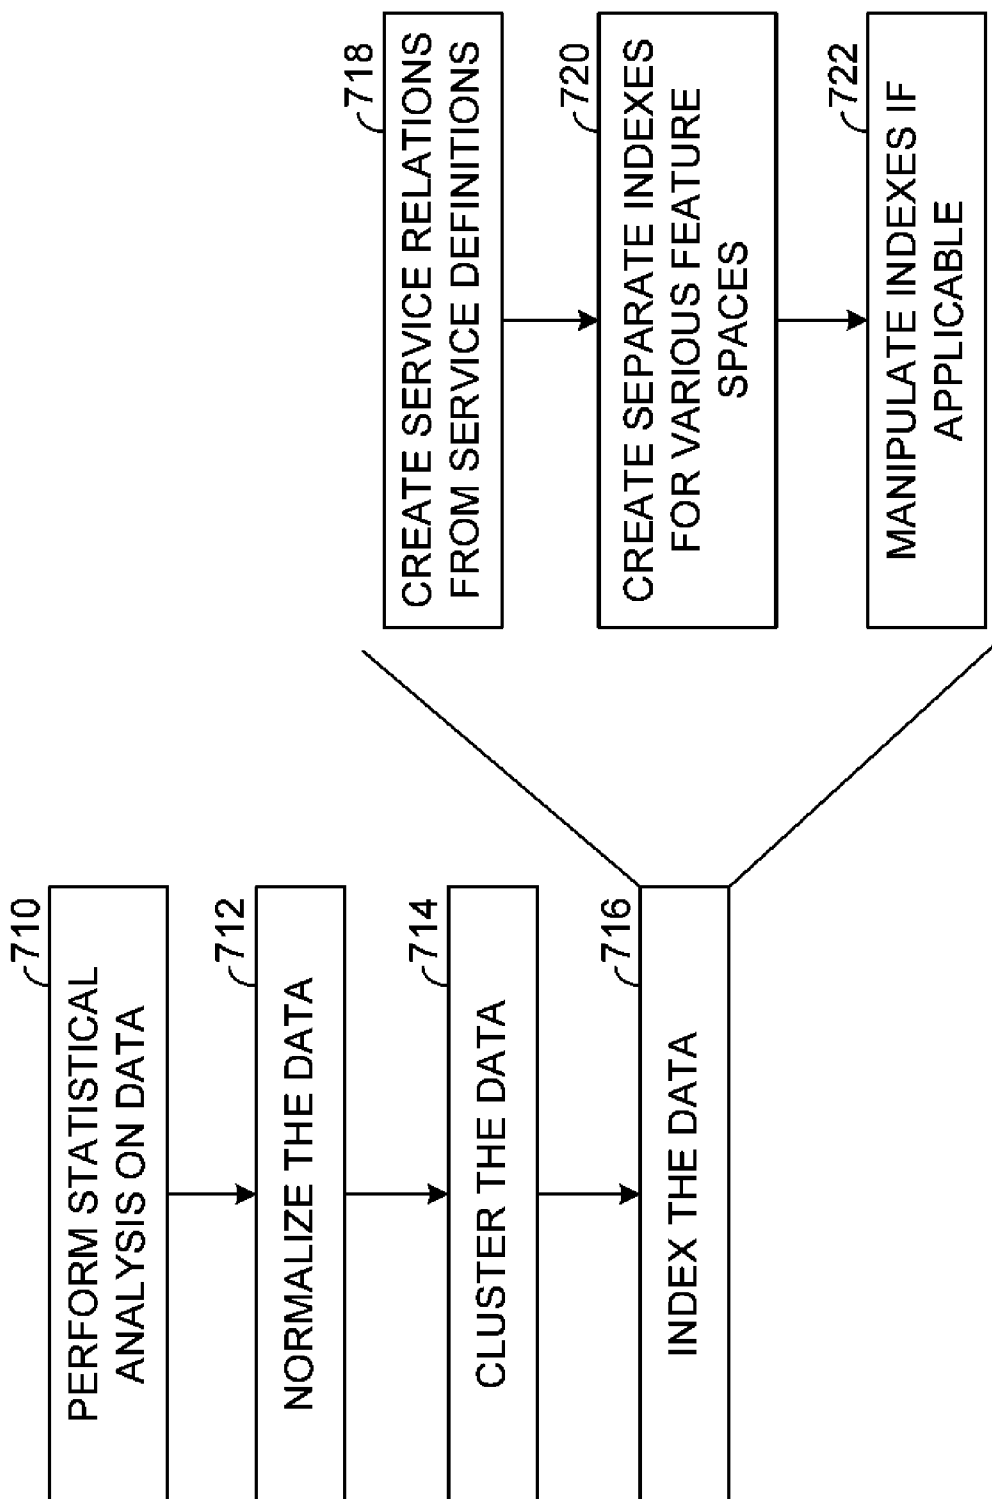 710
PERFORM STATISTICAL
ANALYSIS ON DATA
712
NORMALIZE THE DATA
714
CLUSTER THE DATA
716
INDEX THE DATA
718
CREATE SERVICE RELATIONS
FROM SERVICE DEFINITIONS
720
CREATE SEPARATE INDEXES
FOR VARIOUS FEATURE
SPACES
722
MANIPULATE INDEXES IF
APPLICABLE